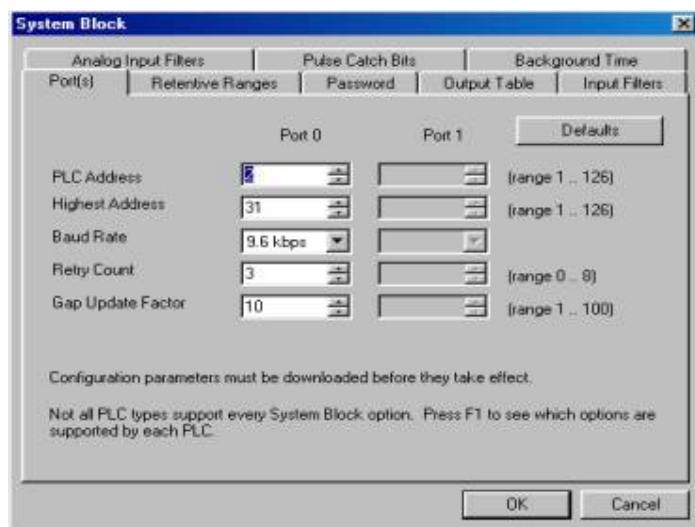 System Block
Analog Input Filters Pulse Catch Bits Background Time
Port(s) Retentive Ranges Password Output Table Input Filters
Port 0 Port 1 Defaults
PLC Address 2 (range 1 .. 126)
Highest Address 31 (range 1 .. 126)
Baud Rate 9.6 kbps
Retry Count 3 (range 0 .. 8)
Gap Update Factor 10 (range 1 .. 100)
Configuration parameters must be downloaded before they take effect.
Not all PLC types support every System Block option. Press F1 to see which options are
supported by each PLC.
OK Cancel